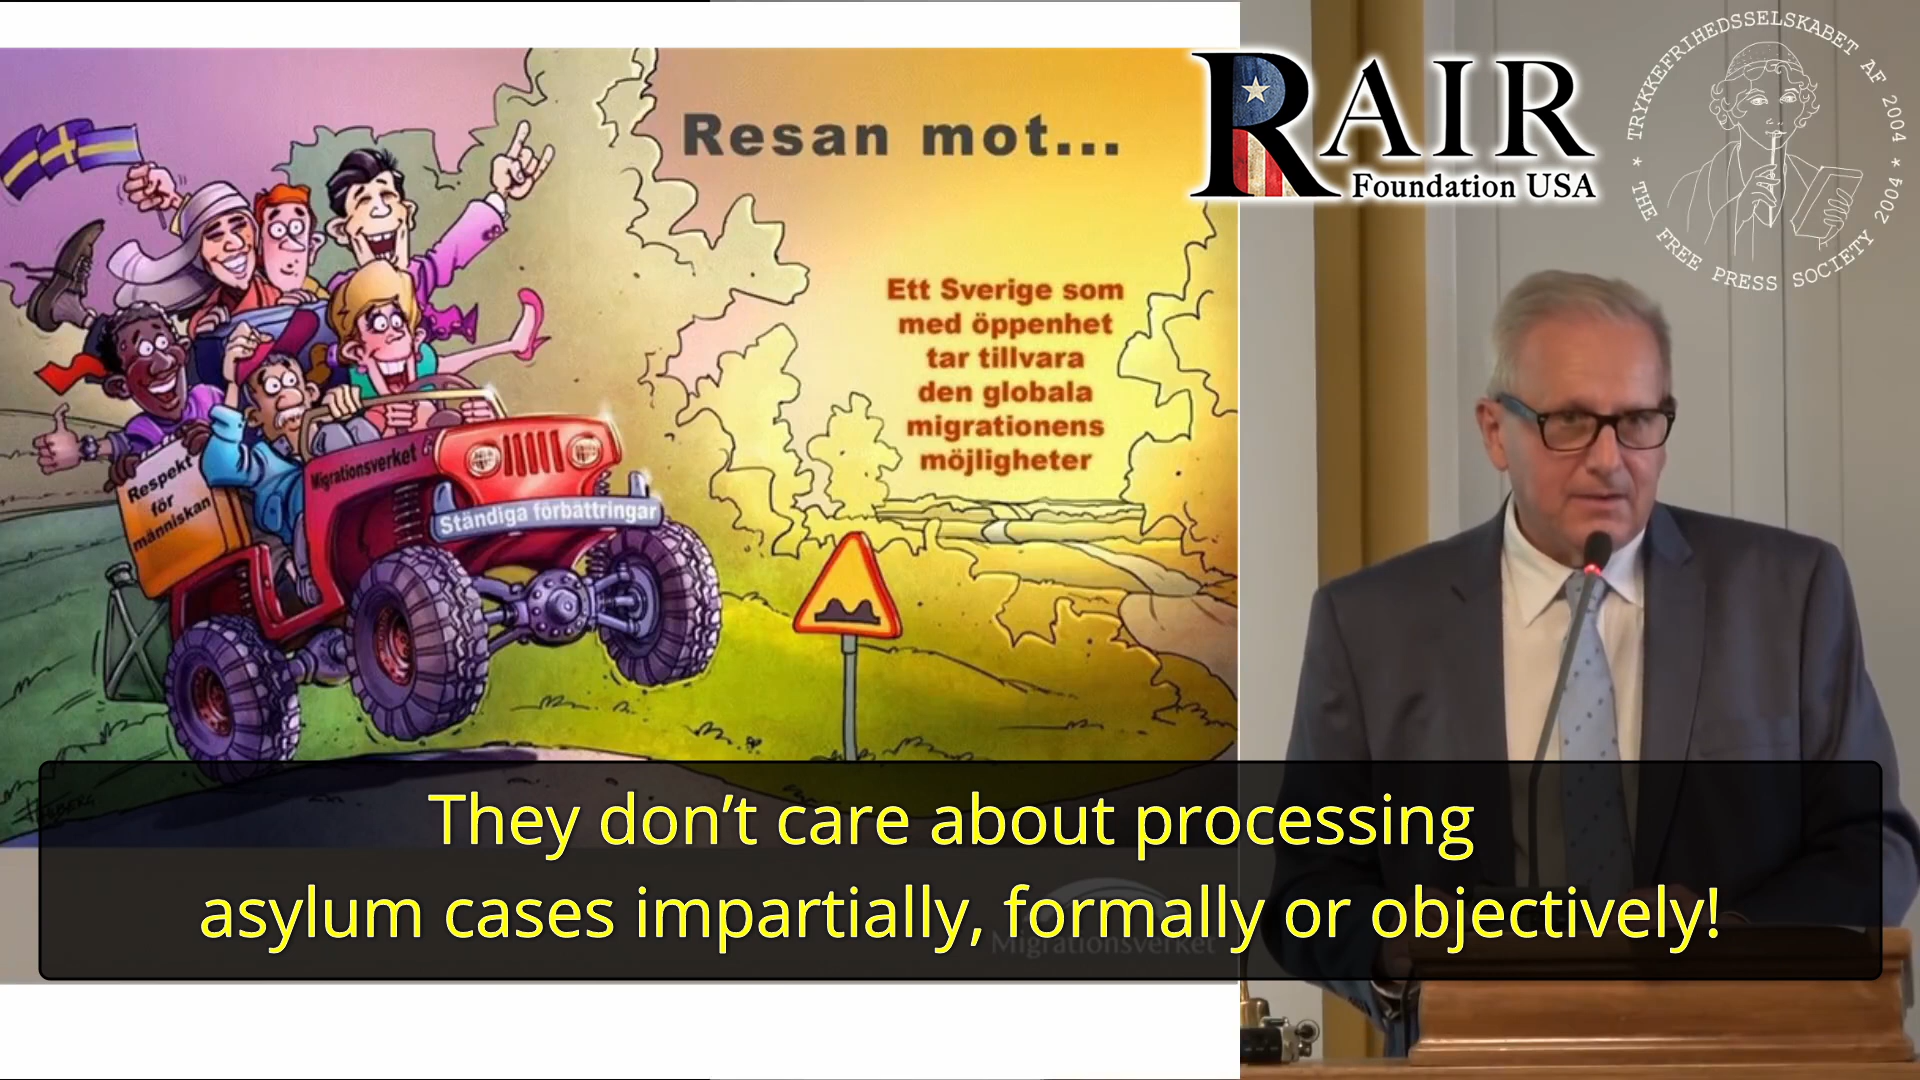 Resan mot...
Ett Sverige som
med öppenhet
tar tillvara
den globala
migrationens
möjligheter
Migrationsverket
Respekt
för
människan
Ständiga förbättringar
RAIR
Foundation USA
* TRYKKEFRIHEDSSELSKABET AF 2004 *
THE FREE PRESS SOCIETY 2004
They don’t care about processing
asylum cases impartially, formally or objectively!
Migrationsverket